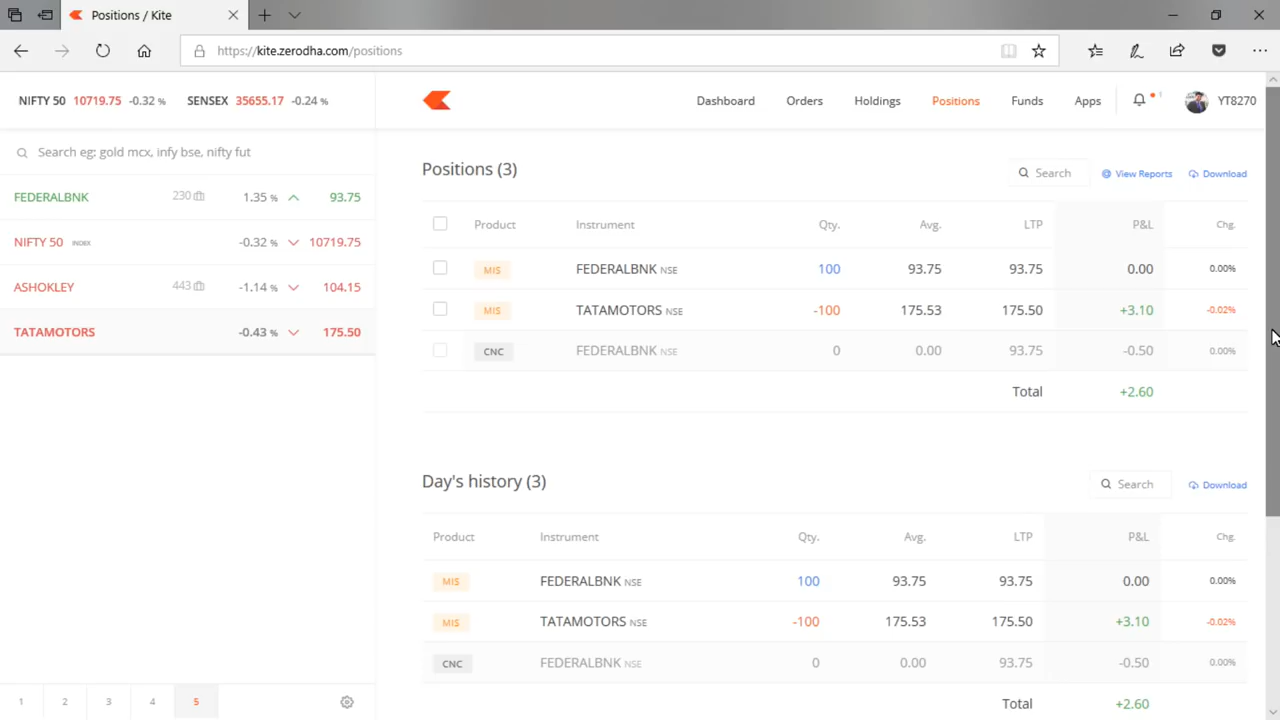 Positions / Kite
https://kite.zerodha.com/positions
NIFTY 50 10719.75 -0.32 % SENSEX 35655.17 -0.24 %
Dashboard Orders Holdings Positions Funds Apps 1 YT8270
Search eg: gold mcx, infy bse, nifty fut
FEDERALBNK 230 1.35 % 93.75
NIFTY 50 INDEX -0.32 % 10719.75
ASHOKLEY 443 -1.14 % 104.15
TATAMOTORS -0.43 % 175.50
1 2 3 4 5
Positions (3) Search View Reports Download
Product Instrument Qty. Avg. LTP P&L Chg.
MIS FEDERALBNK NSE 100 93.75 93.75 0.00 0.00%
MIS TATAMOTORS NSE -100 175.53 175.50 +3.10 -0.02%
CNC FEDERALBNK NSE 0 0.00 93.75 -0.50 0.00%
Total +2.60
Day's history (3) Search Download
Product Instrument Qty. Avg. LTP P&L Chg.
MIS FEDERALBNK NSE 100 93.75 93.75 0.00 0.00%
MIS TATAMOTORS NSE -100 175.53 175.50 +3.10 -0.02%
CNC FEDERALBNK NSE 0 0.00 93.75 -0.50 0.00%
Total +2.60